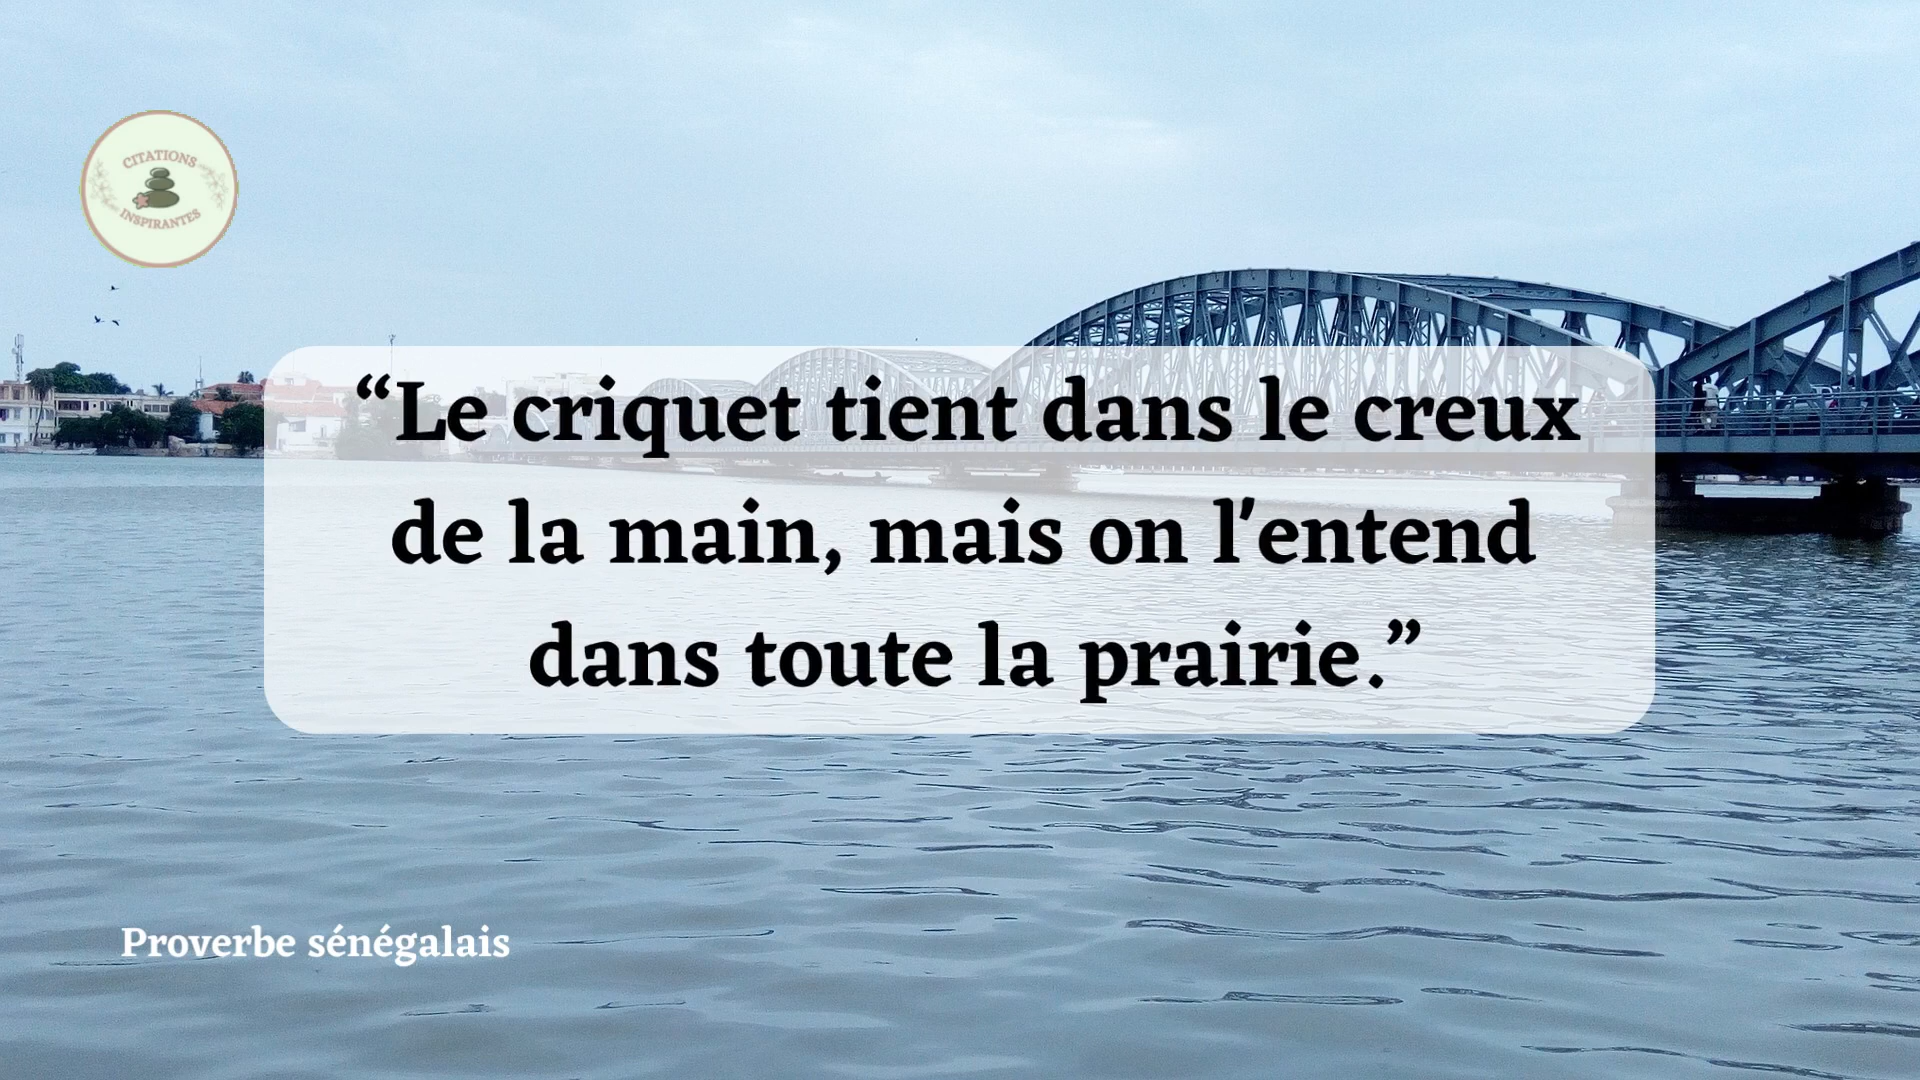 CITATIONS
INSPIRANTES
“Le criquet tient dans le creux
de la main, mais on l'entend
dans toute la prairie.”
Proverbe sénégalais